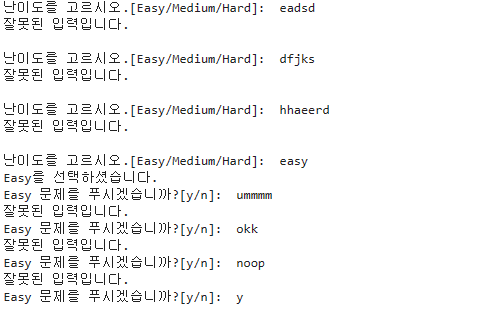 난이도를 고르시오.[Easy/Medium/Hard]: eadsd
잘못된 입력입니다.
난이도를 고르시오.[Easy/Medium/Hard]: dfjks
잘못된 입력입니다.
난이도를 고르시오.[Easy/Medium/Hard]: hhaeerd
잘못된 입력입니다.
난이도를 고르시오.[Easy/Medium/Hard]: easy
Easy를 선택하셨습니다.
Easy 문제를 푸시겠습니까?[y/n]: ummmm
잘못된 입력입니다.
Easy 문제를 푸시겠습니까?[y/n]: okk
잘못된 입력입니다.
Easy 문제를 푸시겠습니까?[y/n]: noop
잘못된 입력입니다.
Easy 문제를 푸시겠습니까?[y/n]: y